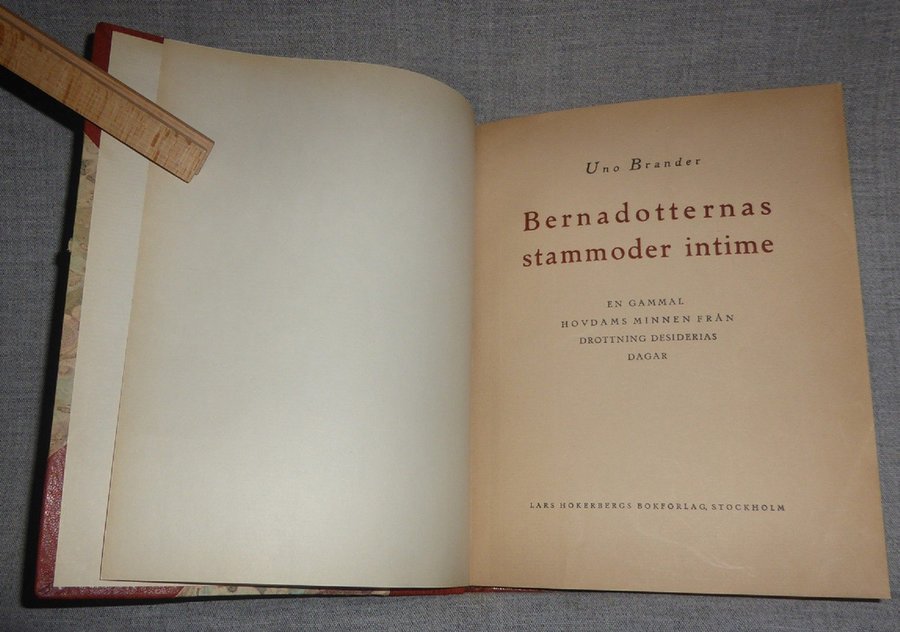 Uno Brander
Bernadotternas
stammoder intime
EN GAMMAL
HOVDAMS MINNEN FRÅN
DROTTNING DESIDERIAS
DAGAR
LARS HÖKERBERGS BOKFÖRLAG, STOCKHOLM